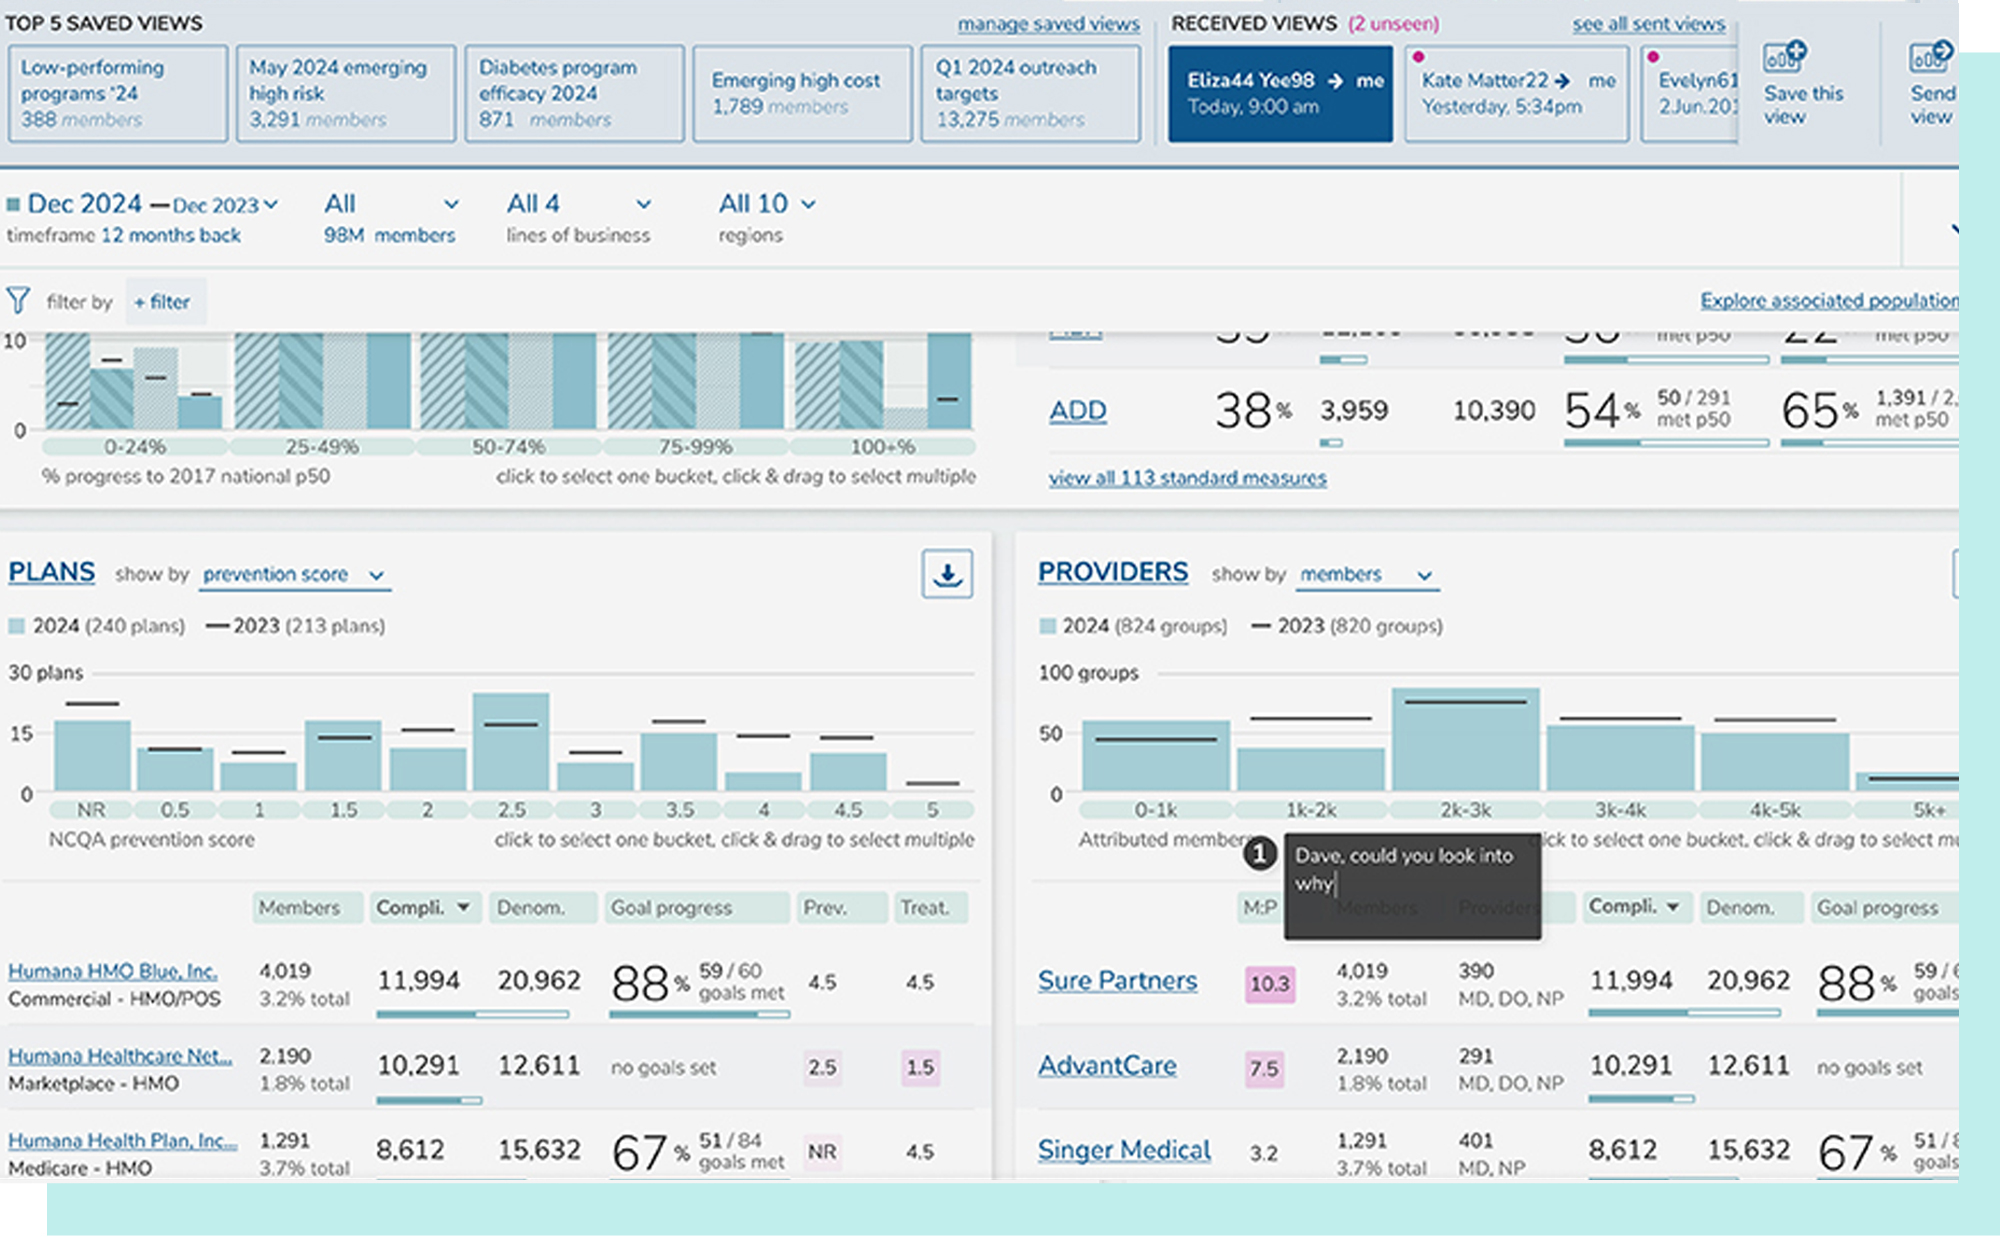 TOP 5 SAVED VIEWS
manage saved views
RECEIVED VIEWS (2 unseen)
see all sent views
Low-performing
programs '24
388 members
May 2024 emerging
high risk
3,291 members
Diabetes program
efficacy 2024
871 members
Emerging high cost
1,789 members
Q1 2024 outreach
targets
13,275 members
Eliza44 Yee98 → me
Today, 9:00 am
Kate Matter22 → me
Yesterday, 5:34pm
Evelyn61
2.Jun.201
Save this
view
Send
view
Dec 2024 — Dec 2023
timeframe 12 months back
All
98M members
All 4
lines of business
All 10
regions
filter by + filter
Explore associated population
10
0
0-24% 25-49% 50-74% 75-99% 100+%
% progress to 2017 national p50
click to select one bucket, click & drag to select multiple
met p50
met p50
ADD 38% 3,959 10,390 54% 50 / 291 met p50 65% 1,391 / 2, met p50
view all 113 standard measures
PLANS show by prevention score
2024 (240 plans) — 2023 (213 plans)
30 plans
15
0
NR 0.5 1 1.5 2 2.5 3 3.5 4 4.5 5
NCQA prevention score
click to select one bucket, click & drag to select multiple
Members Compli. Denom. Goal progress Prev. Treat.
Humana HMO Blue, Inc. 4,019 11,994 20,962 88% 59 / 60 4.5 4.5
Commercial - HMO/POS 3.2% total goals met
Humana Healthcare Net... 2.190 10,291 12,611 no goals set 2.5 1.5
Marketplace - HMO 1.8% total
Humana Health Plan, Inc... 1,291 8,612 15,632 67% 51 / 84 NR 4.5
Medicare - HMO 3.7% total goals met
PROVIDERS show by members
2024 (824 groups) — 2023 (820 groups)
100 groups
50
0
0-1k 1k-2k 2k-3k 3k-4k 4k-5k 5k+
Attributed member
ick to select one bucket, click & drag to select mu
1
Dave, could you look into
why
M:P Members Providers Compli. Denom. Goal progress
Sure Partners 10.3 4,019 390 11,994 20,962 88% 59 / 6
3.2% total MD, DO, NP goals
AdvantCare 7.5 2,190 291 10,291 12,611 no goals set
1.8% total MD, DO, NP
Singer Medical 3.2 1,291 401 8,612 15,632 67% 51 / 8
3.7% total MD, NP goals